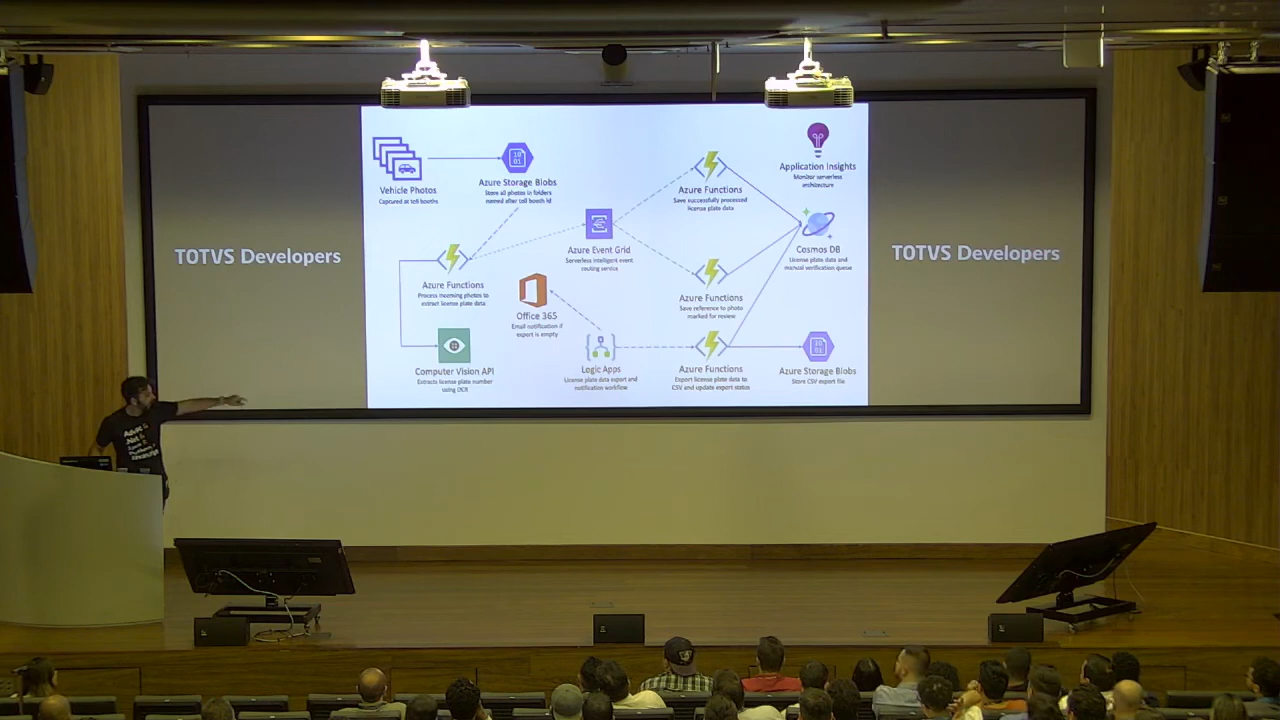 TOTVS Developers
Vehicle Photos
Captured at toll booths
10
01
Azure Storage Blobs
Store all photos in folders
named after toll booth id
Azure Functions
Process incoming photos to
extract license plate data
Computer Vision API
Extracts license plate number
using OCR
Azure Event Grid
Serverless intelligent event
routing service
Office 365
Email notification if
export is empty
Logic Apps
License plate data export and
notification workflow
Azure Functions
Save successfully processed
license plate data
Azure Functions
Save reference to photo
marked for review
Azure Functions
Export license plate data to
CSV and update export status
Application Insights
Monitor serverless
architecture
Cosmos DB
License plate data and
manual verification queue
10
01
Azure Storage Blobs
Store CSV export file
TOTVS Developers